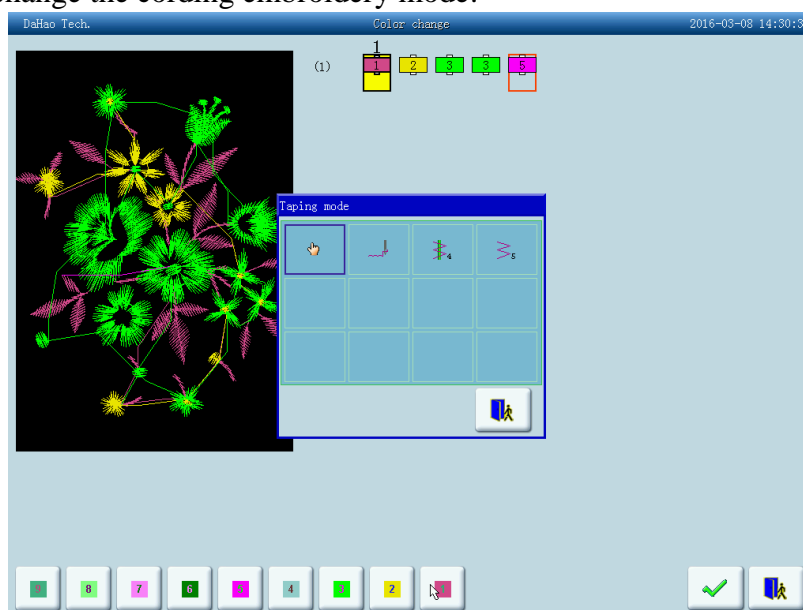 change the cording embroidery mode.
DaHao Tech. Color change 2016-03-08 14:30:3
1
(1) 1 2 3 3 5
Taping mode
4 5
9 8 7 6 5 4 3 2